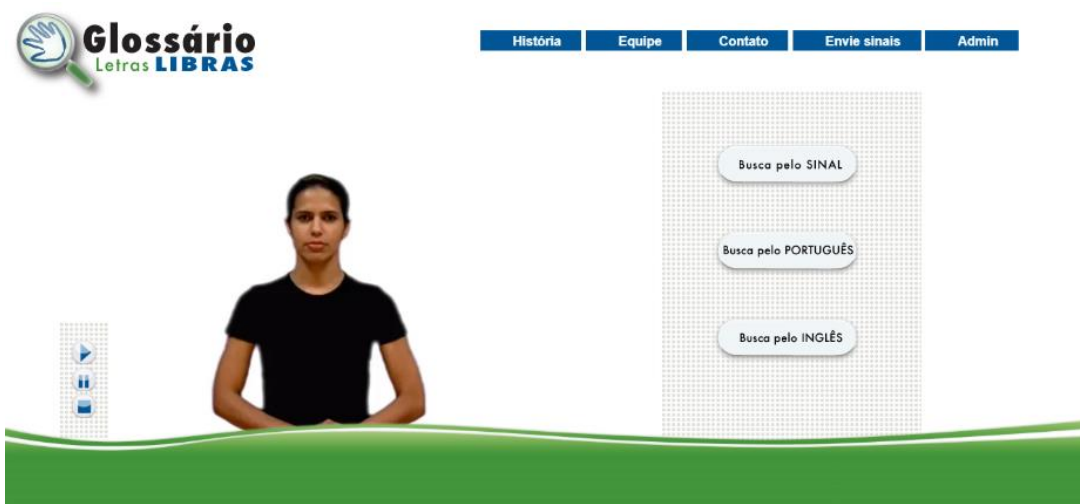 Glossário
Letras LIBRAS
História Equipe Contato Envie sinais Admin
Busca pelo SINAL
Busca pelo PORTUGUÊS
Busca pelo INGLÊS